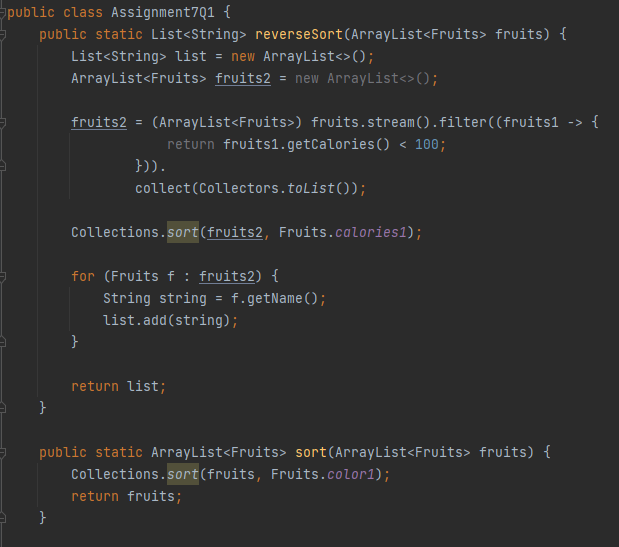 public class Assignment7Q1 {
    public static List<String> reverseSort(ArrayList<Fruits> fruits) {
        List<String> list = new ArrayList<>();
        ArrayList<Fruits> fruits2 = new ArrayList<>();

        fruits2 = (ArrayList<Fruits>) fruits.stream().filter((fruits1 -> {
                    return fruits1.getCalories() < 100;
                })).
                collect(Collectors.toList());

        Collections.sort(fruits2, Fruits.calories1);

        for (Fruits f : fruits2) {
            String string = f.getName();
            list.add(string);
        }

        return list;
    }

    public static ArrayList<Fruits> sort(ArrayList<Fruits> fruits) {
        Collections.sort(fruits, Fruits.color1);
        return fruits;
    }